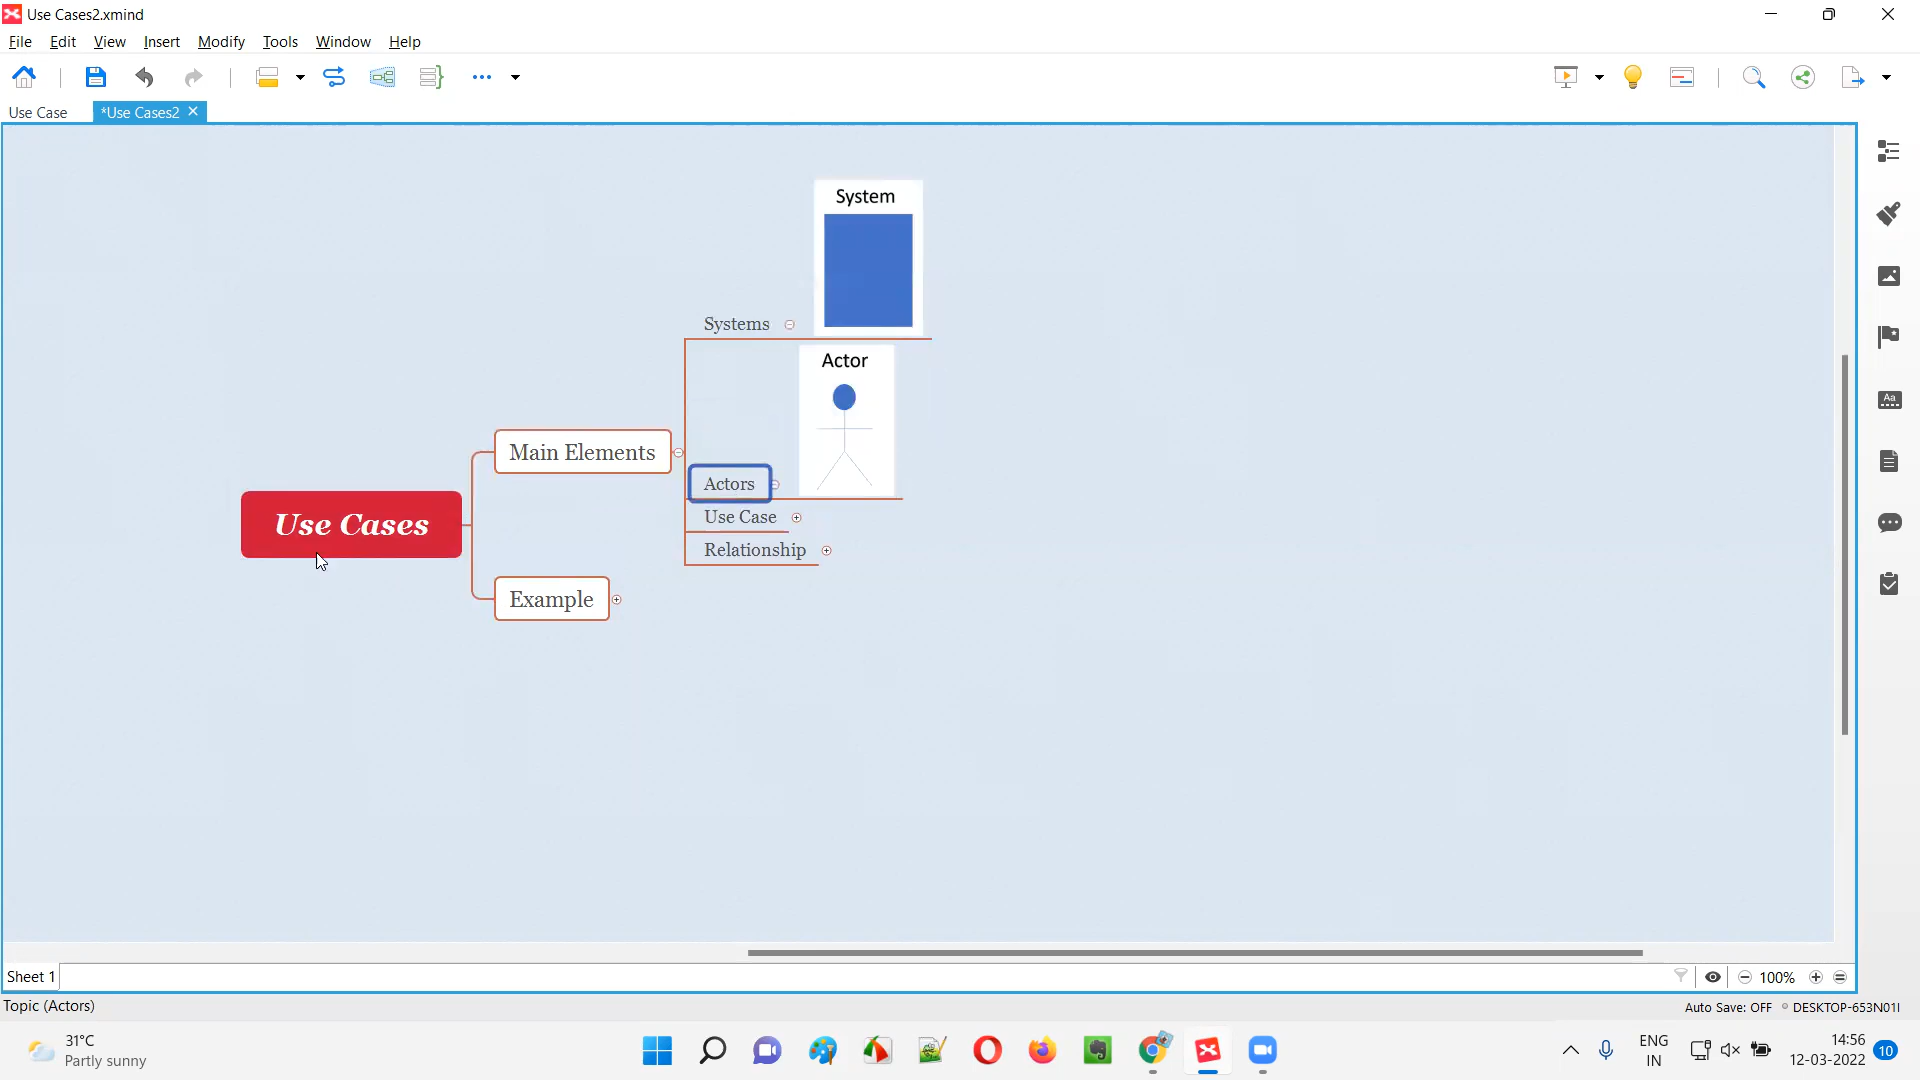 Use Cases2.xmind
File Edit View Insert Modify Tools Window Help
Use Case *Use Cases2
System
Systems
Actor
Main Elements
Actors
Use Case
Use Cases
Relationship
Example
Sheet 1
100%
Topic (Actors)
Auto Save: OFF DESKTOP-653N01I
31°C
Partly sunny
ENG
IN
14:56
12-03-2022
10